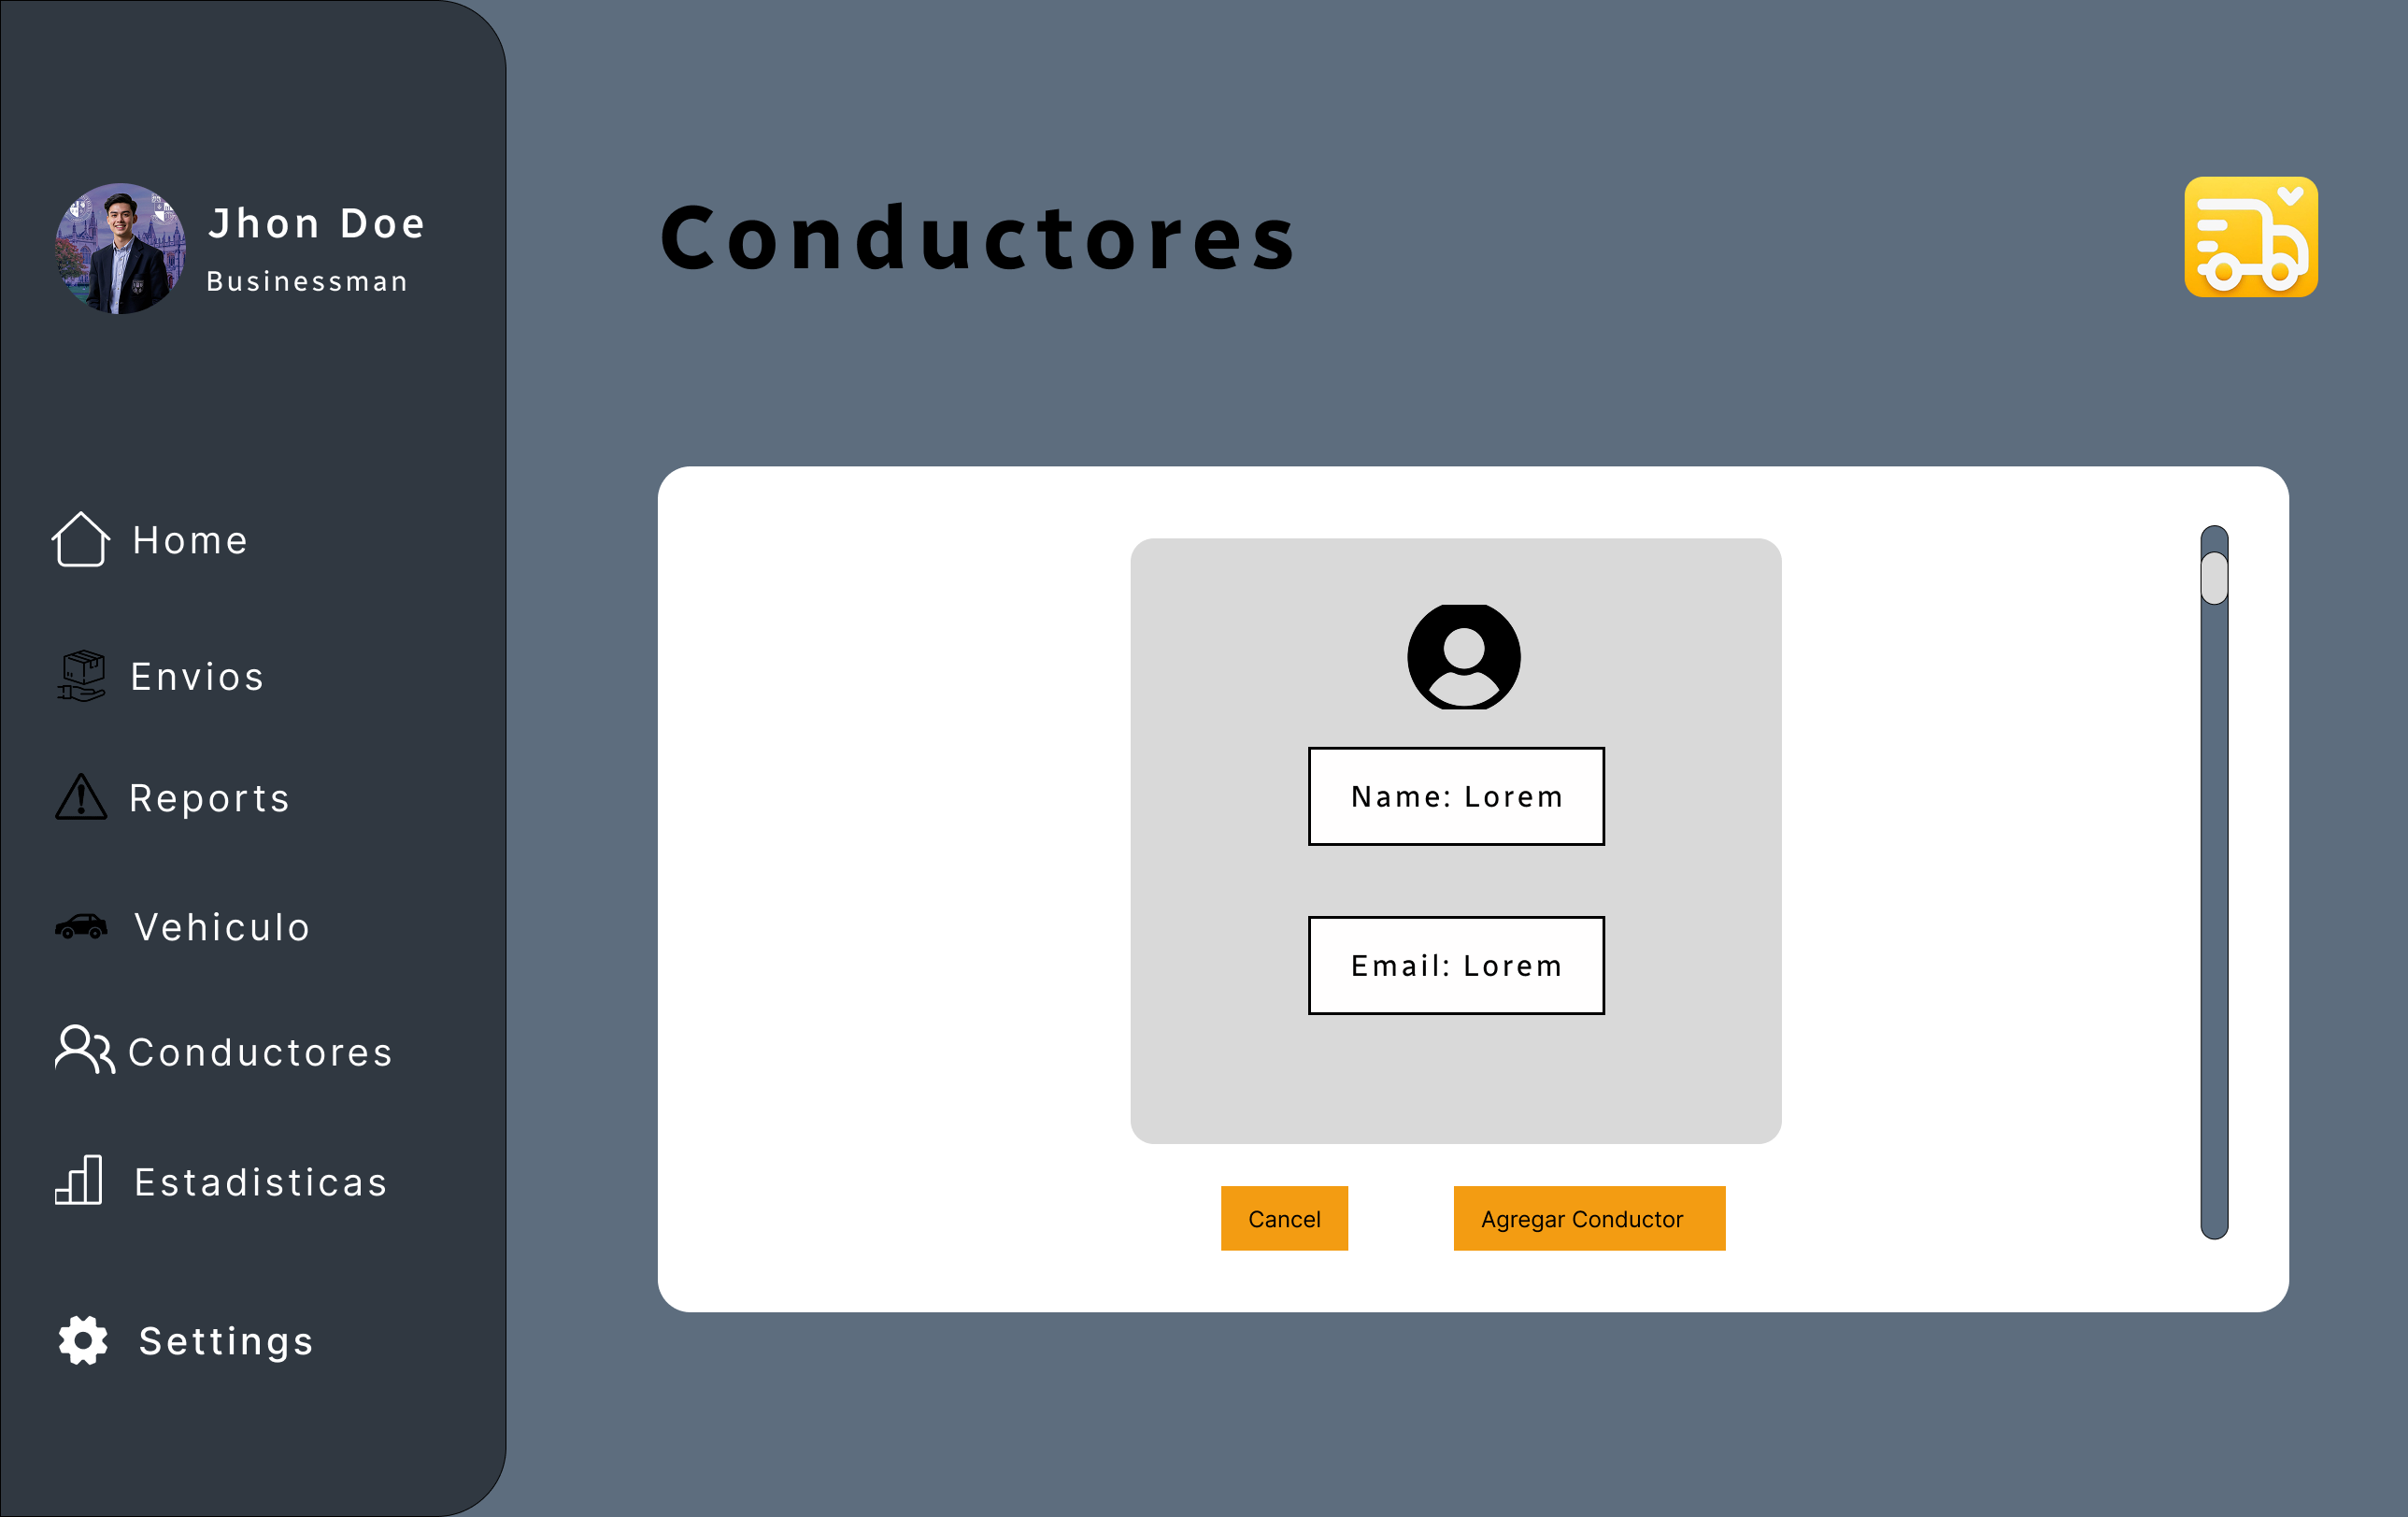 Jhon Doe
Businessman
Home
Envios
Reports
Vehiculo
Conductores
Estadisticas
Settings
Conductores
Name: Lorem
Email: Lorem
Cancel
Agregar Conductor